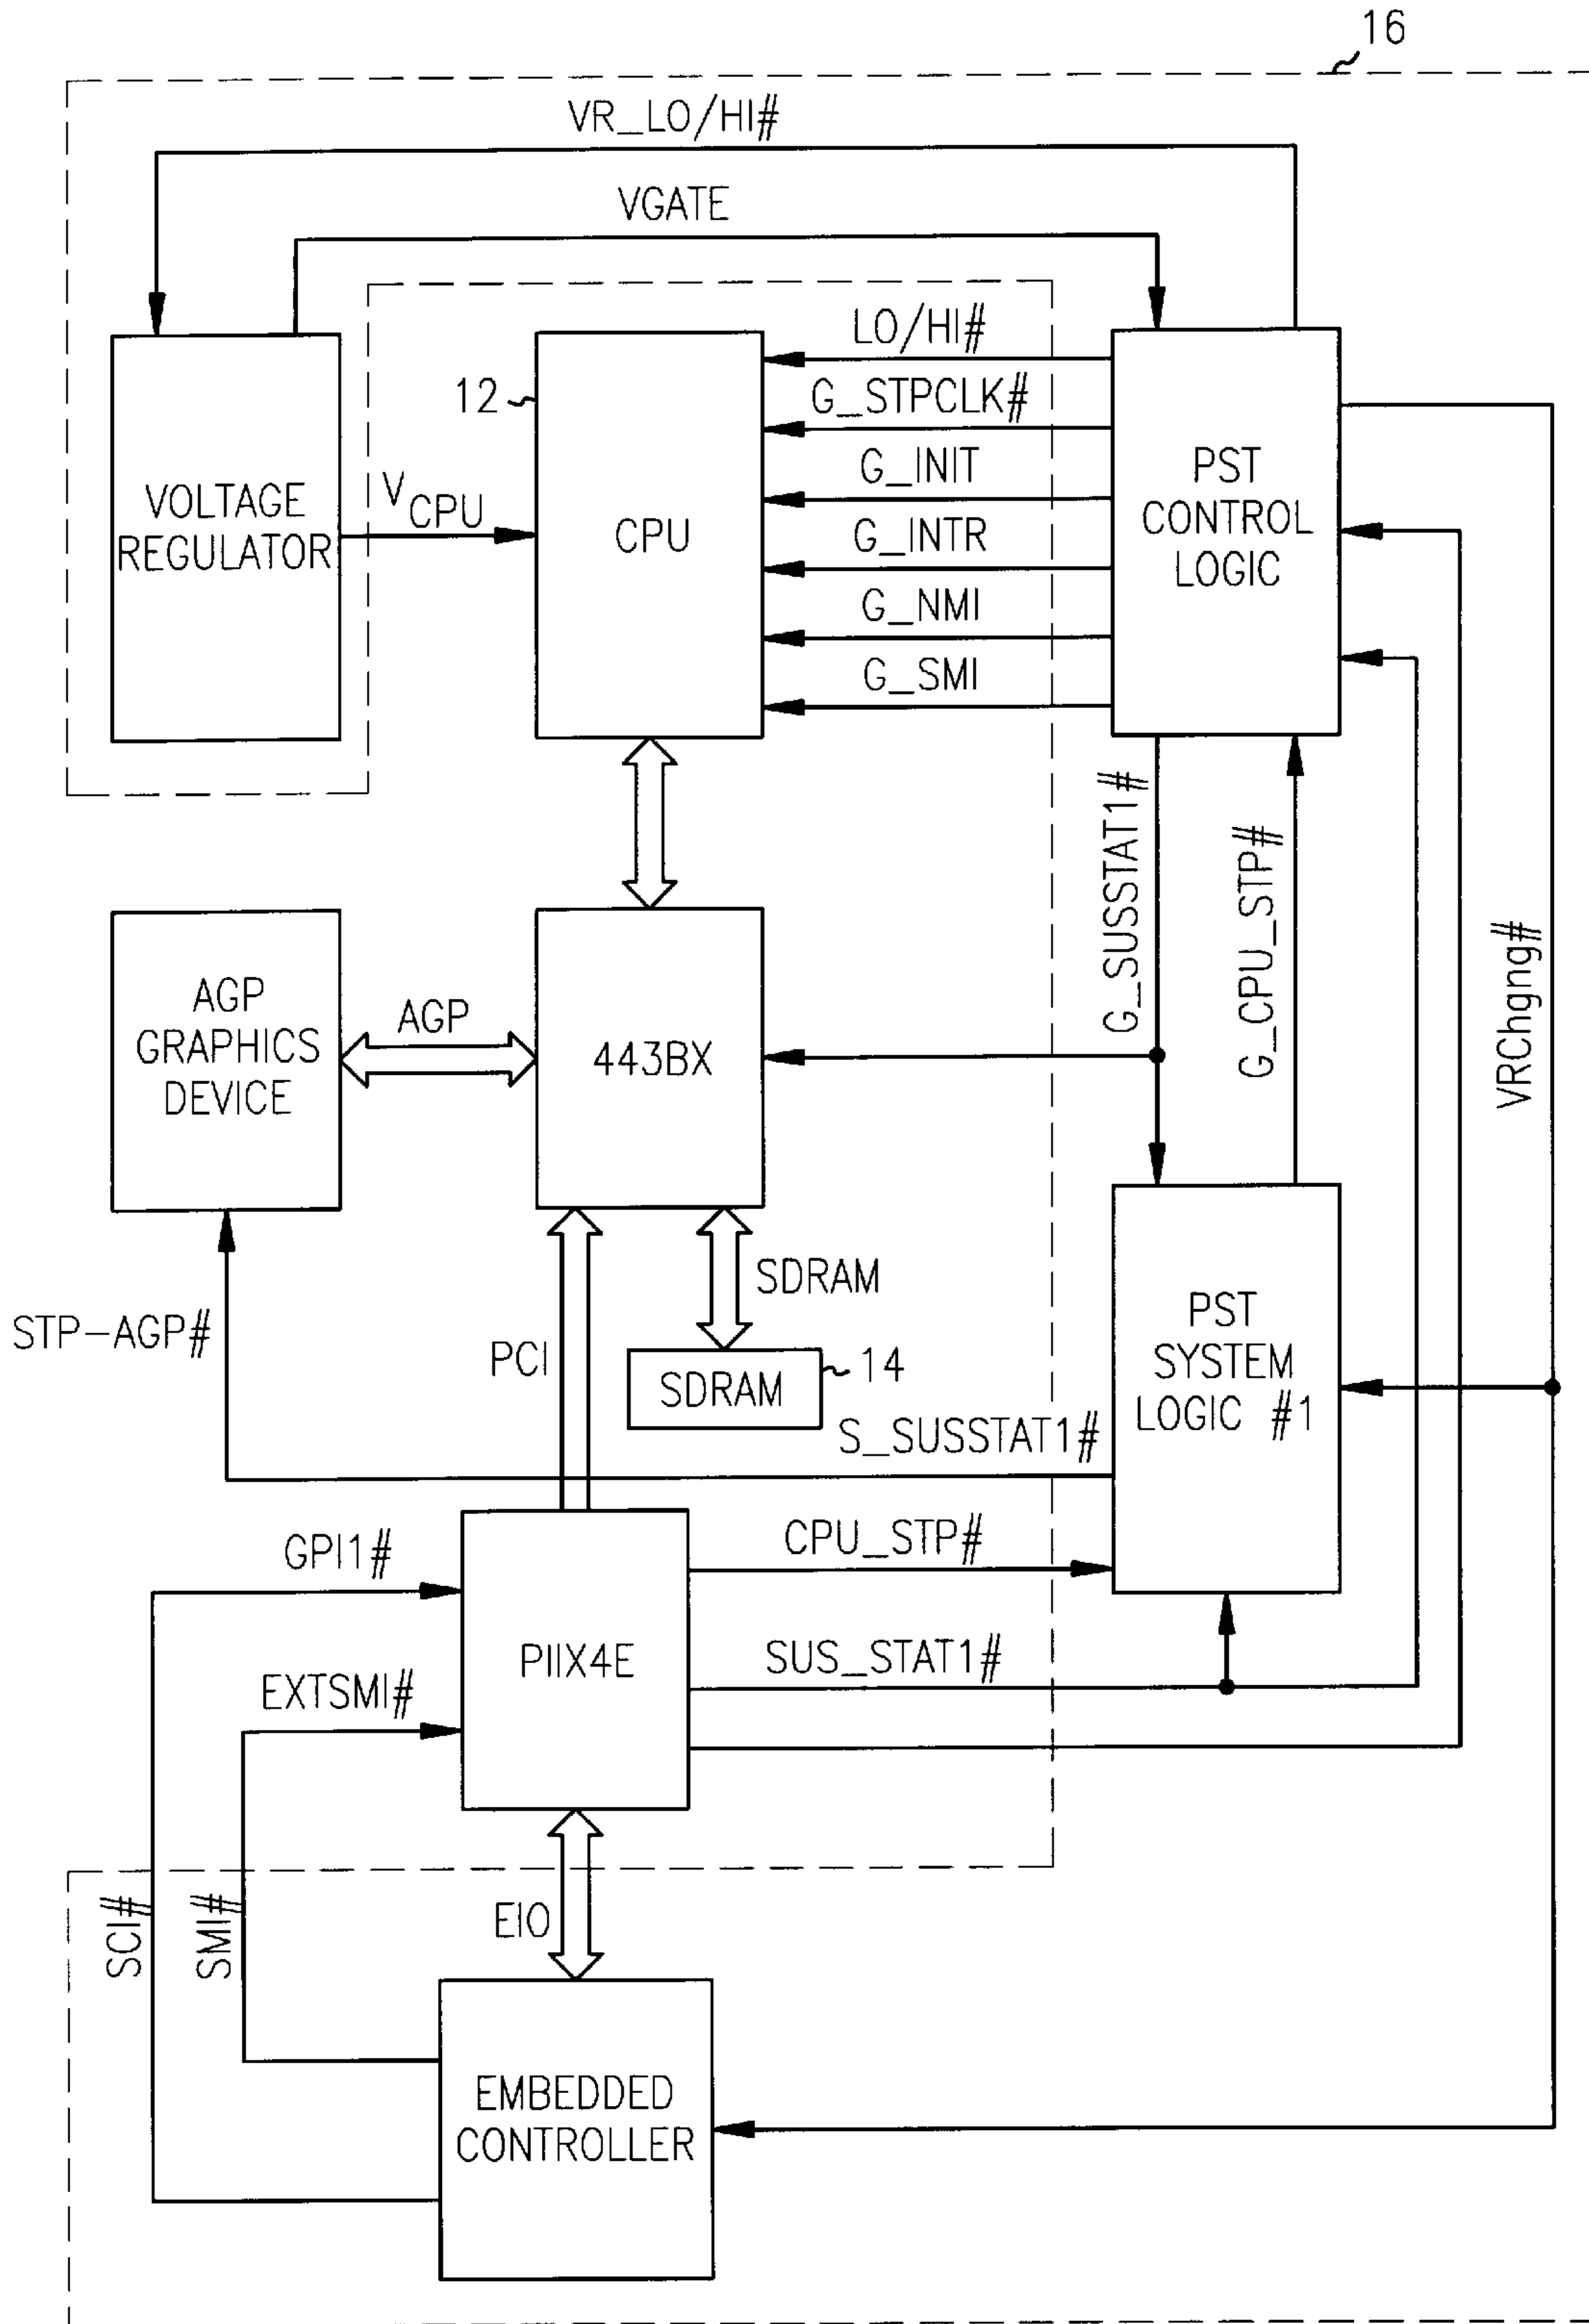 16
VR_LO/HI#
VGATE
LO/HI#
12
G_STPCLK#
G_INIT
G_INTR
G_NMI
G_SMI
VOLTAGE
REGULATOR
VCPU
CPU
PST
CONTROL
LOGIC
G_SUSSTAT1#
G_CPU_STP#
VRChgng#
AGP
GRAPHICS
DEVICE
AGP
443BX
STP-AGP#
PCI
SDRAM
SDRAM
14
PST
SYSTEM
LOGIC #1
S_SUSSTAT1#
GPI1#
CPU_STP#
EXTSMI#
PIIX4E
SUS_STAT1#
SCI#
SMI#
EIO
EMBEDDED
CONTROLLER